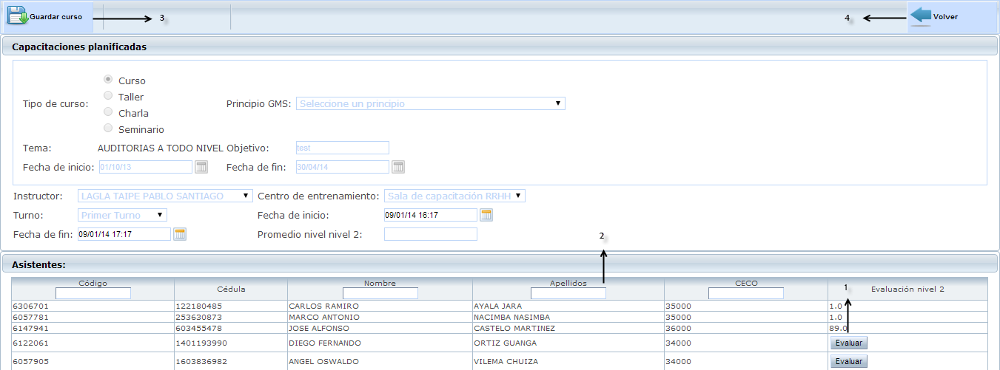 Guardar curso 3 4 Volver
Capacitaciones planificadas
Curso
Taller
Tipo de curso: Principio GMS: Seleccione un principio
Charla
Seminario
Tema: AUDITORIAS A TODO NIVEL Objetivo: test
Fecha de inicio: 01/10/13 Fecha de fin: 30/04/14
Instructor: LAGLA TAIPE PABLO SANTIAGO Centro de entrenamiento: Sala de capacitación RRHH
Turno: Primer Turno Fecha de inicio: 09/01/14 16:17
Fecha de fin: 09/01/14 17:17 Promedio nivel nivel 2:
2
Asistentes:
Código Cédula Nombre Apellidos CECO 1 Evaluación nivel 2
6306701 122180485 CARLOS RAMIRO AYALA JARA 35000 1.0
6057781 253630873 MARCO ANTONIO NACIMBA NASIMBA 35000 1.0
6147941 603455478 JOSE ALFONSO CASTELO MARTINEZ 36000 89.0
6122061 1401193990 DIEGO FERNANDO ORTIZ GUANGA 34000 Evaluar
6057905 1603836982 ANGEL OSWALDO VILEMA CHUIZA 34000 Evaluar